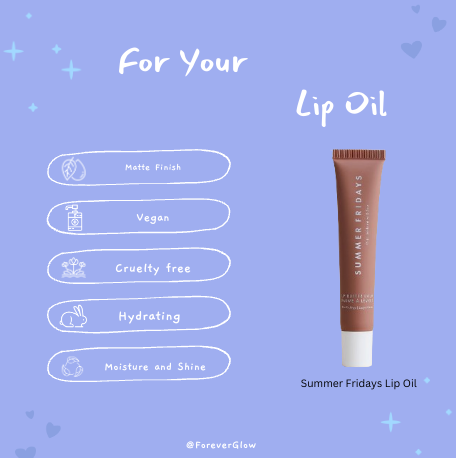 For Your
Lip Oil
Matte Finish
Vegan
Cruelty free
Hydrating
Moisture and Shine
SUMMER FRIDAYS
Summer Fridays Lip Oil
@ForeverGlow